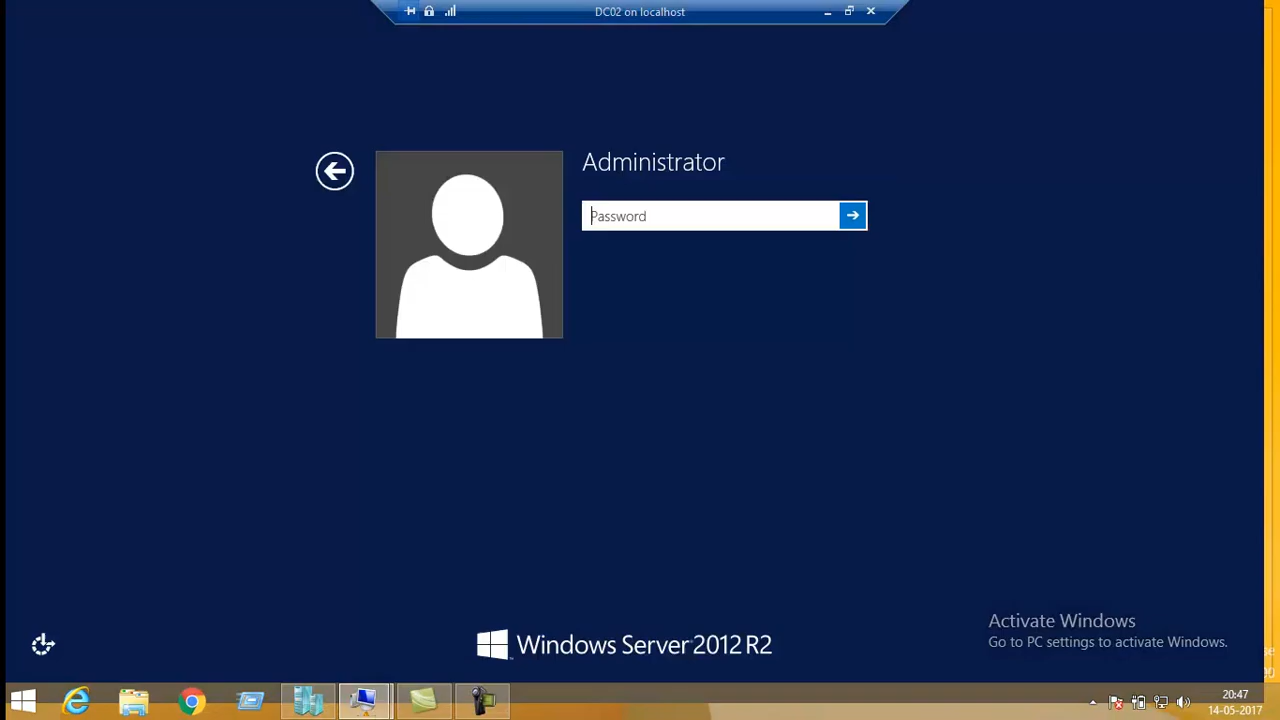 DC02 on localhost
Administrator
Password
Activate Windows
Go to PC settings to activate Windows.
Windows Server 2012 R2
20:47
14-05-2017